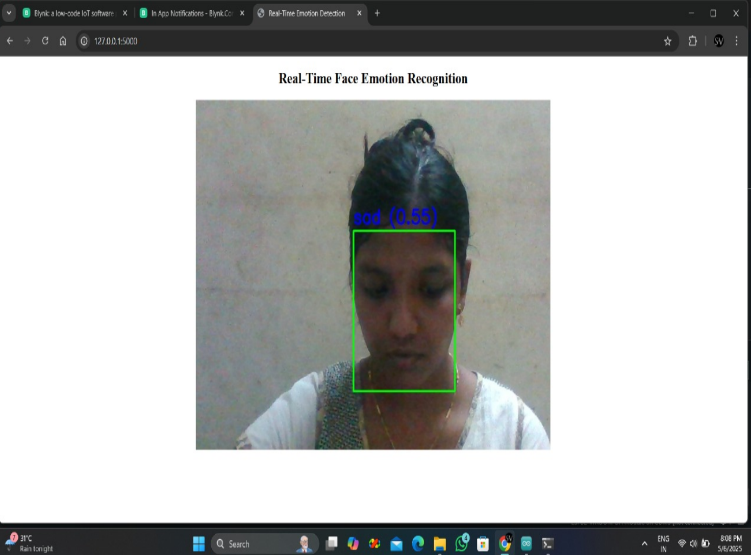 Blynk: a low-code IoT software
In App Notifications - Blynk.Co
Real-Time Emotion Detection
127.0.0.1:5000
SV
Real-Time Face Emotion Recognition
sad (0.55)
31°C
Rain tonight
Search
ENG
IN
8:08 PM
5/6/2025